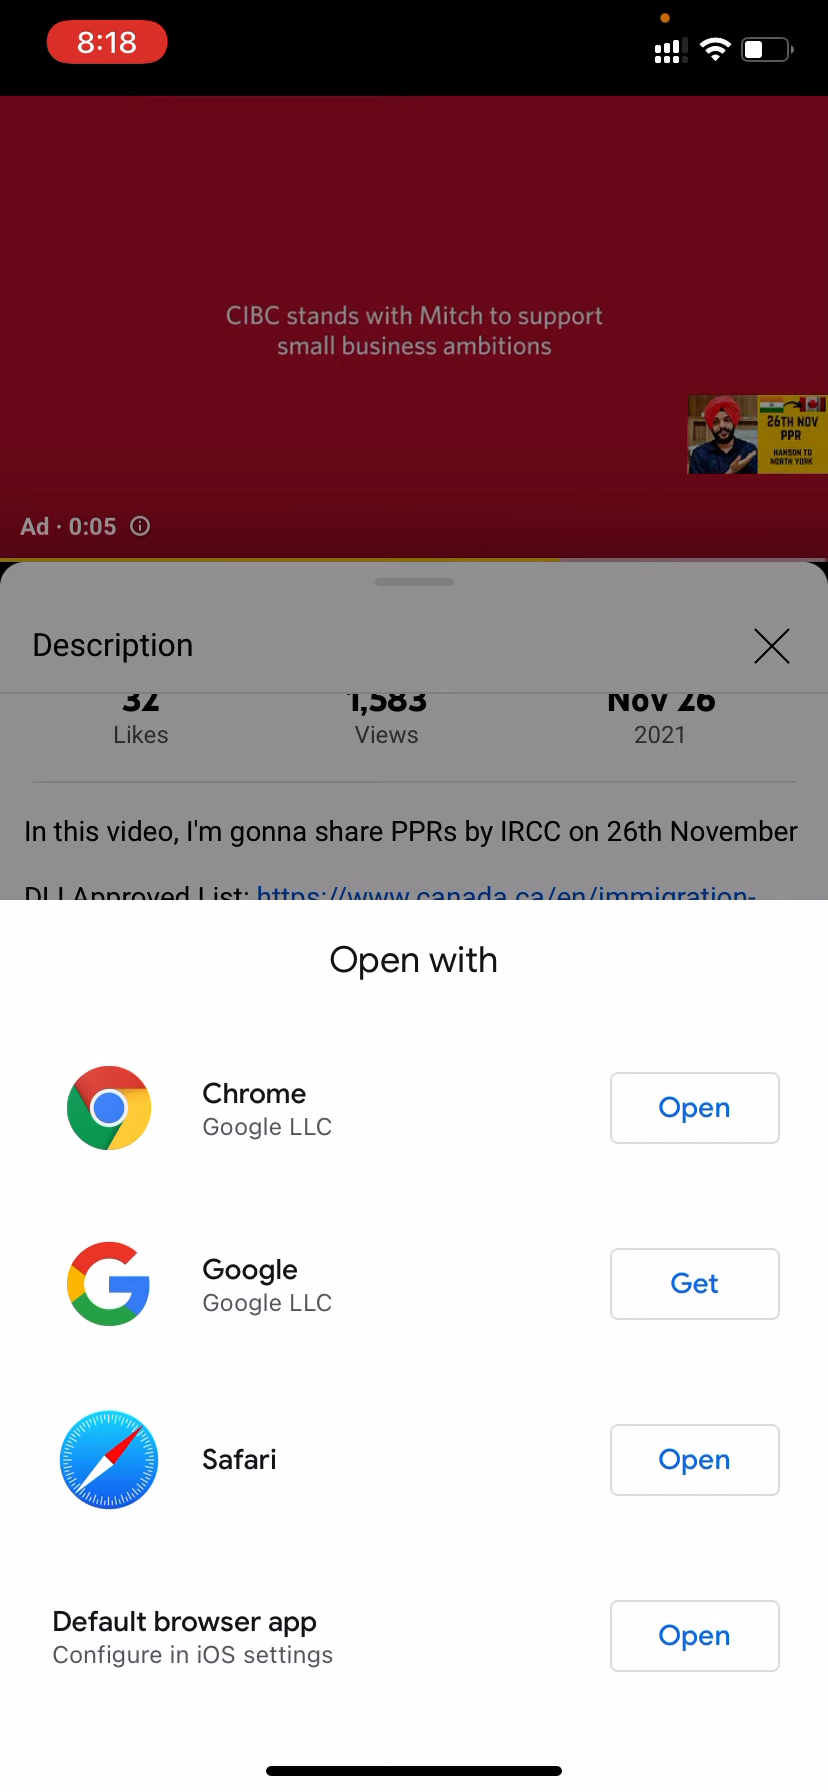 8:18
CIBC stands with Mitch to support
small business ambitions
26TH NOV
PPR
HANSON TO
NORTH YORK
Ad · 0:05
Description
32
1,583
Nov 26
Likes
Views
2021
In this video, I'm gonna share PPRs by IRCC on 26th November
DLI Approved List: https://www.canada.ca/en/immigration-
Open with
Chrome
Google LLC
Open
Google
Google LLC
Get
Safari
Open
Default browser app
Configure in iOS settings
Open